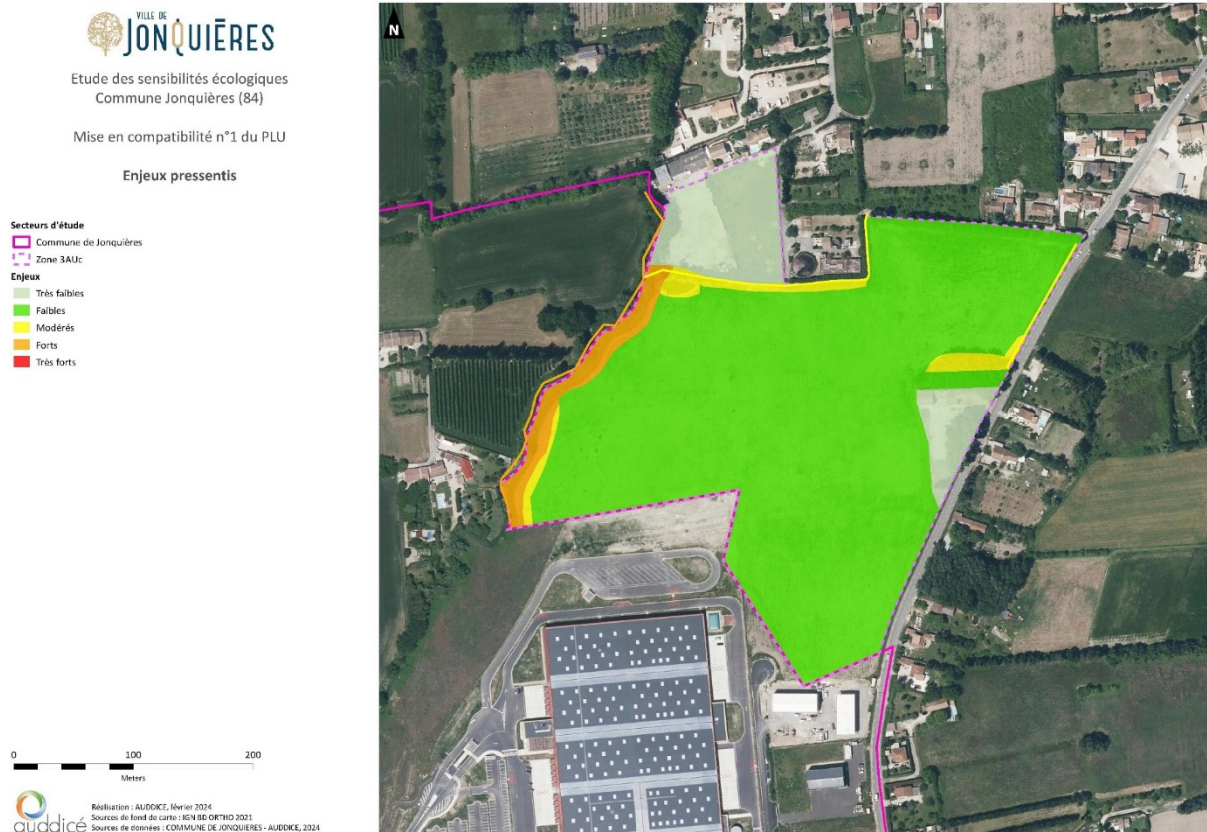 VILLE DE
JONQUIÈRES
Etude des sensibilités écologiques
Commune Jonquières (84)
Mise en compatibilité n°1 du PLU
Enjeux pressentis
Secteurs d'étude
Commune de Jonquières
Zone 3AUc
Enjeux
Très faibles
Faibles
Modérés
Forts
Très forts
0 100 200
Meters
auddicé
Réalisation : AUDDICE, février 2024
Sources de fond de carte : IGN BD ORTHO 2021
Sources de données : COMMUNE DE JONQUIERES - AUDDICE, 2024
N